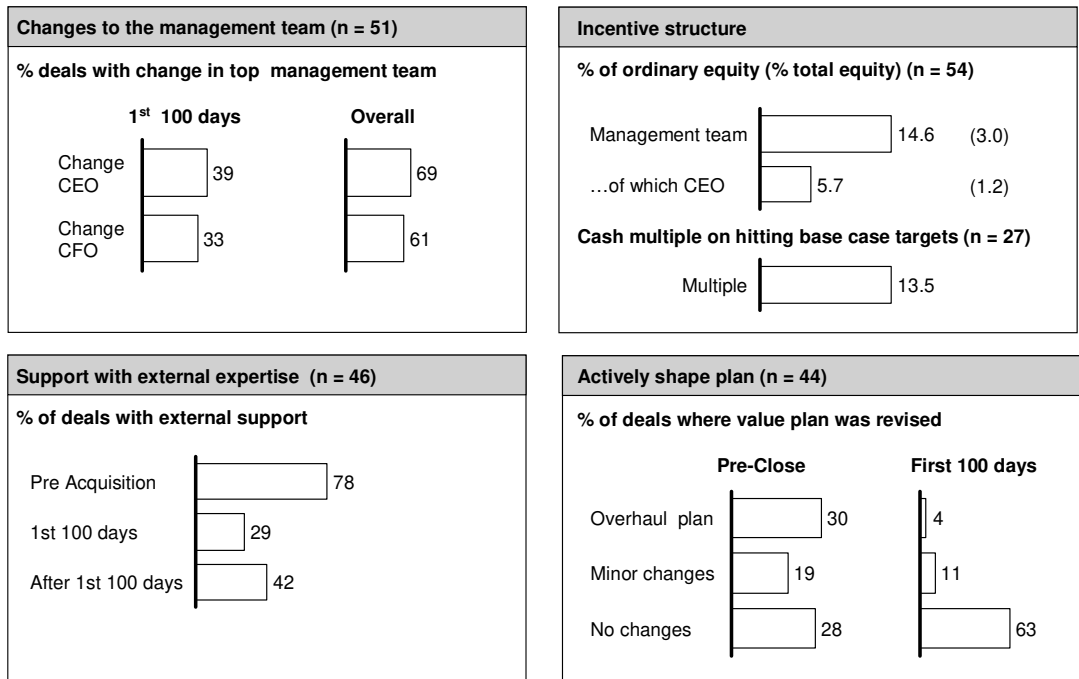 Changes to the management team (n = 51)
% deals with change in top management team
1st 100 days Overall
Change
CEO
39 69
Change
CFO
33 61
Incentive structure
% of ordinary equity (% total equity) (n = 54)
Management team 14.6 (3.0)
…of which CEO 5.7 (1.2)
Cash multiple on hitting base case targets (n = 27)
Multiple 13.5
Support with external expertise (n = 46)
% of deals with external support
Pre Acquisition 78
1st 100 days 29
After 1st 100 days 42
Actively shape plan (n = 44)
% of deals where value plan was revised
Pre-Close First 100 days
Overhaul plan 30 4
Minor changes 19 11
No changes 28 63